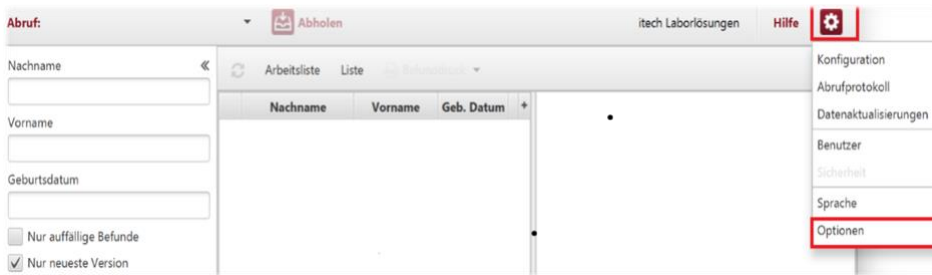 Abruf:
Abholen
itech Laborlösungen
Hilfe
Nachname
Vorname
Geburtsdatum
Nur auffällige Befunde
Nur neueste Version
Arbeitsliste Liste
Nachname Vorname Geb. Datum +
Konfiguration
Abrufprotokoll
Datenaktualisierungen
Benutzer
Sicherheit
Sprache
Optionen